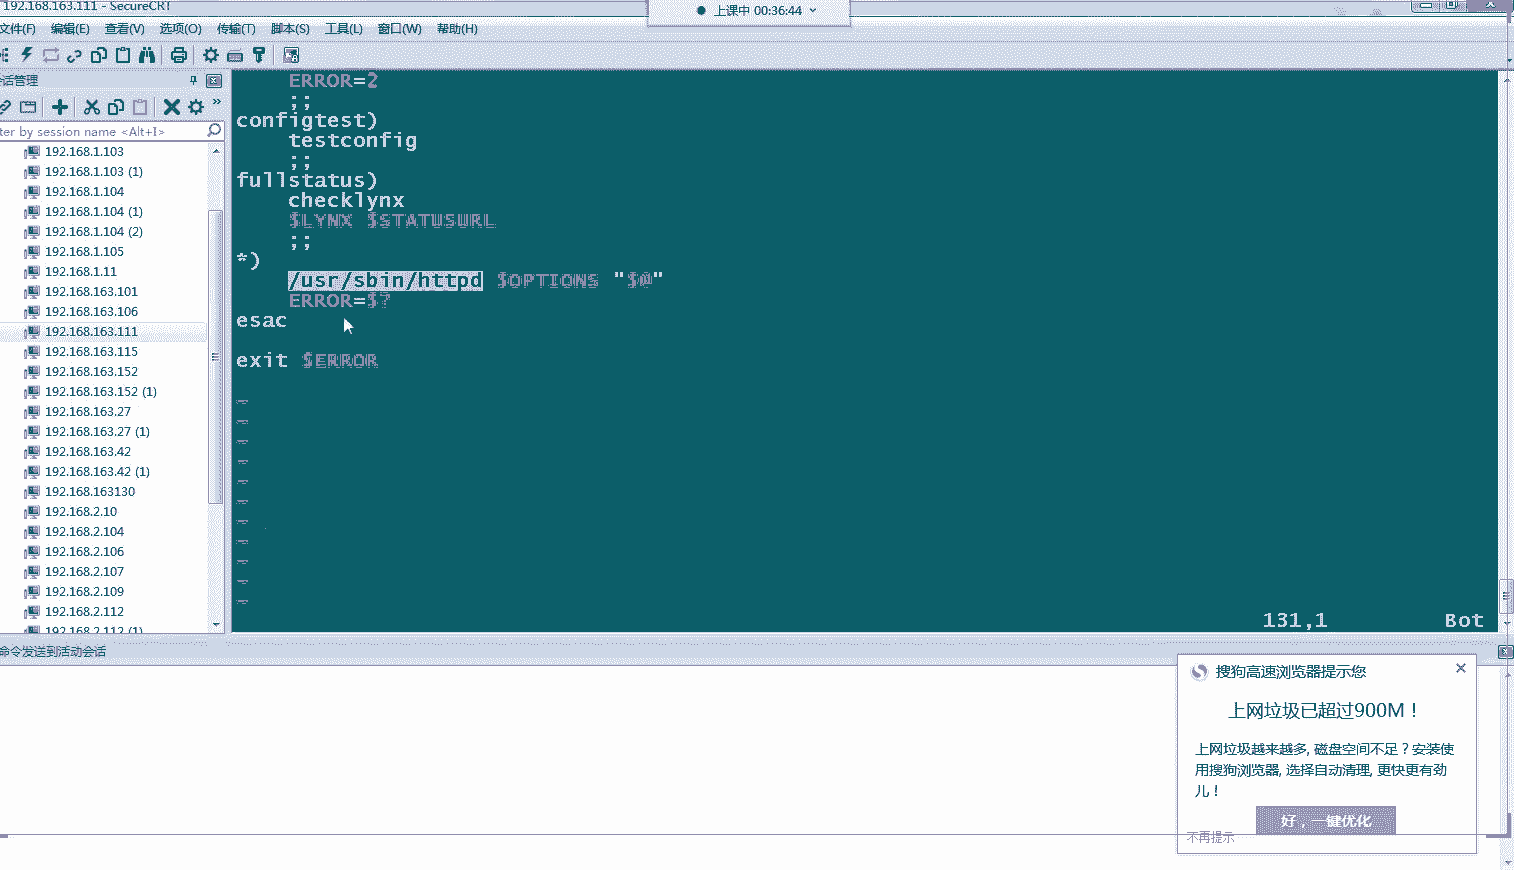 192.168.163.111 - SecureCRT
上课中 00:36:44
文件(F) 编辑(E) 查看(V) 选项(O) 传输(T) 脚本(S) 工具(L) 窗口(W) 帮助(H)
话管理
ter by session name <Alt+I>
192.168.1.103
192.168.1.103 (1)
192.168.1.104
192.168.1.104 (1)
192.168.1.104 (2)
192.168.1.105
192.168.1.11
192.168.163.101
192.168.163.106
192.168.163.111
192.168.163.115
192.168.163.152
192.168.163.152 (1)
192.168.163.27
192.168.163.27 (1)
192.168.163.42
192.168.163.42 (1)
192.168.163130
192.168.2.10
192.168.2.104
192.168.2.106
192.168.2.107
192.168.2.109
192.168.2.112
192.168.2.112 (1)
ERROR=2
;;
configtest)
testconfig
;;
fullstatus)
checklynx
$LYNX $STATUSURL
;;
*)
/usr/sbin/httpd $OPTIONS "$@"
ERROR=$?
esac
exit $ERROR
~
~
~
~
~
~
~
~
~
~
~
131,1 Bot
命令发送到活动会话
搜狗高速浏览器提示您
上网垃圾已超过900M！
上网垃圾越来越多, 磁盘空间不足？安装使
用搜狗浏览器, 选择自动清理, 更快更有劲
儿！
好，一键优化
不再提示